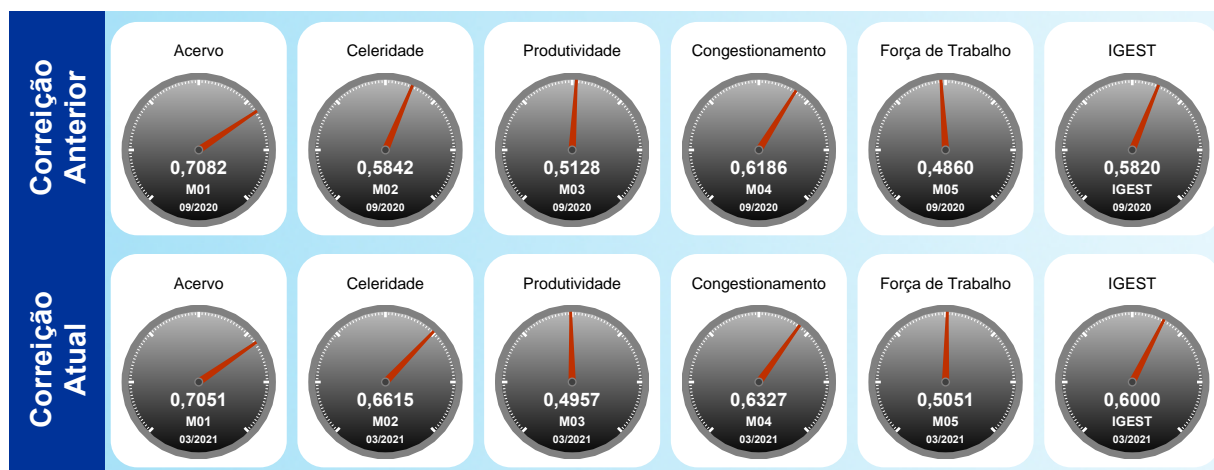 Correição
Anterior
Acervo
0,7082
M01
09/2020
Celeridade
0,5842
M02
09/2020
Produtividade
0,5128
M03
09/2020
Congestionamento
0,6186
M04
09/2020
Força de Trabalho
0,4860
M05
09/2020
IGEST
0,5820
IGEST
09/2020
Correição
Atual
Acervo
0,7051
M01
03/2021
Celeridade
0,6615
M02
03/2021
Produtividade
0,4957
M03
03/2021
Congestionamento
0,6327
M04
03/2021
Força de Trabalho
0,5051
M05
03/2021
IGEST
0,6000
IGEST
03/2021